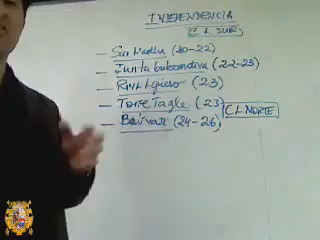 INDEPENDENCIA
C.L SUR
— San Martín (20-22)
— Junta Gubernativa (22-23)
— Riva Agüero (23)
— Torre Tagle (23) C.L NORTE
— Bolívar (24-26)